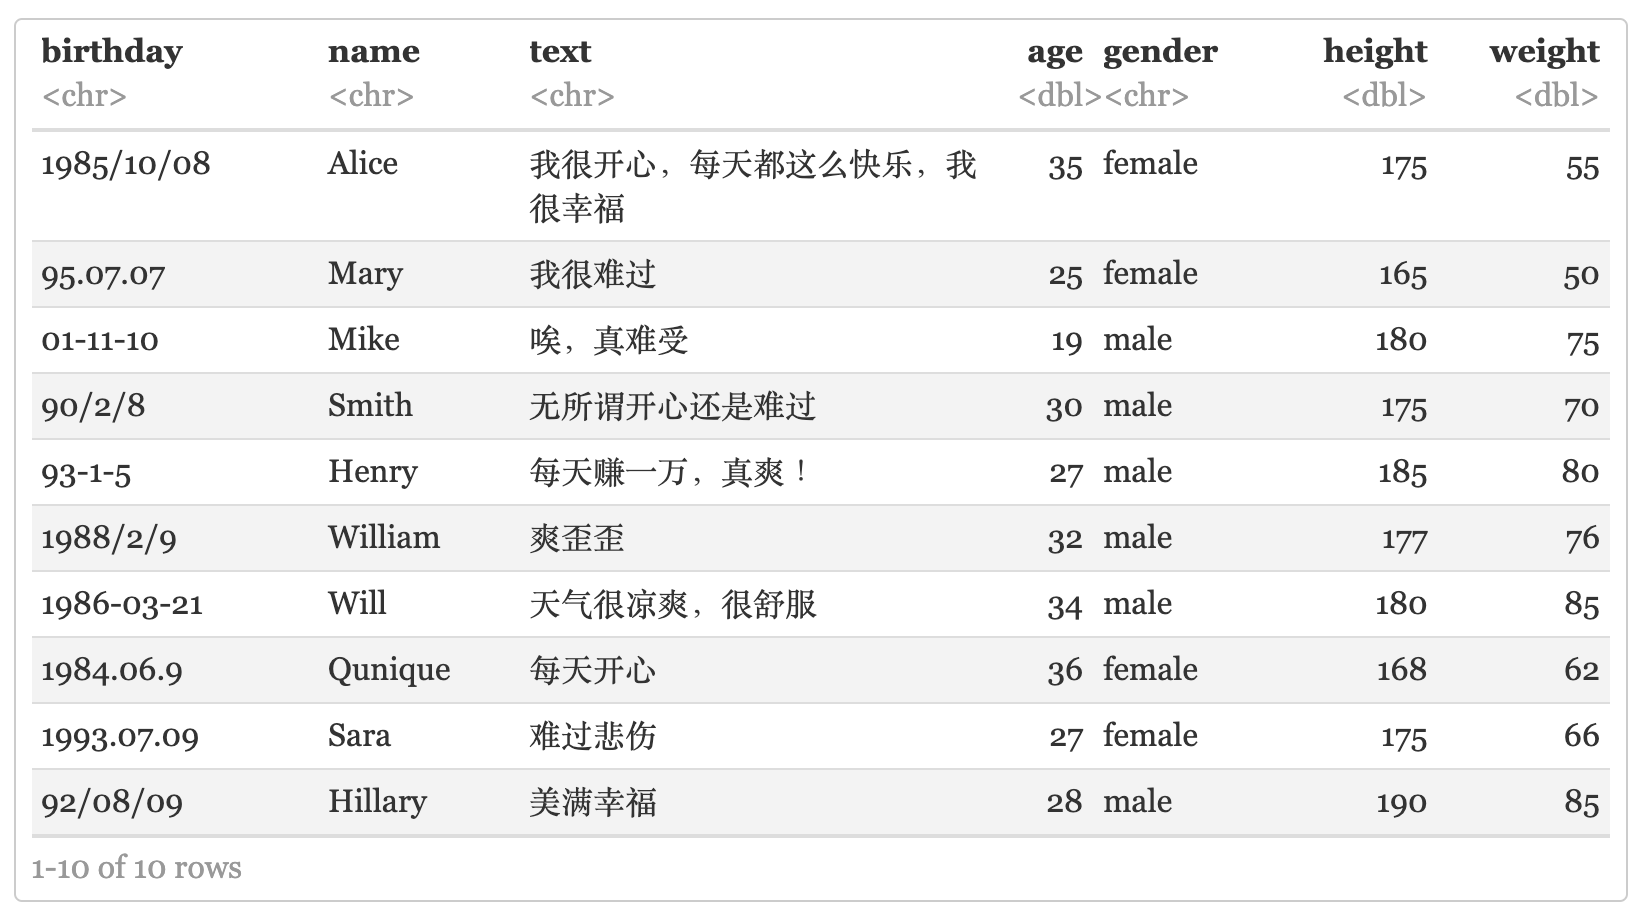 birthday name text age gender height weight
<chr> <chr> <chr> <dbl> <chr> <dbl> <dbl>
1985/10/08 Alice 我很开心，每天都这么快乐，我 35 female 175 55
很幸福
95.07.07 Mary 我很难过 25 female 165 50
01-11-10 Mike 唉，真难受 19 male 180 75
90/2/8 Smith 无所谓开心还是难过 30 male 175 70
93-1-5 Henry 每天赚一万，真爽！ 27 male 185 80
1988/2/9 William 爽歪歪 32 male 177 76
1986-03-21 Will 天气很凉爽，很舒服 34 male 180 85
1984.06.9 Qunique 每天开心 36 female 168 62
1993.07.09 Sara 难过悲伤 27 female 175 66
92/08/09 Hillary 美满幸福 28 male 190 85
1-10 of 10 rows